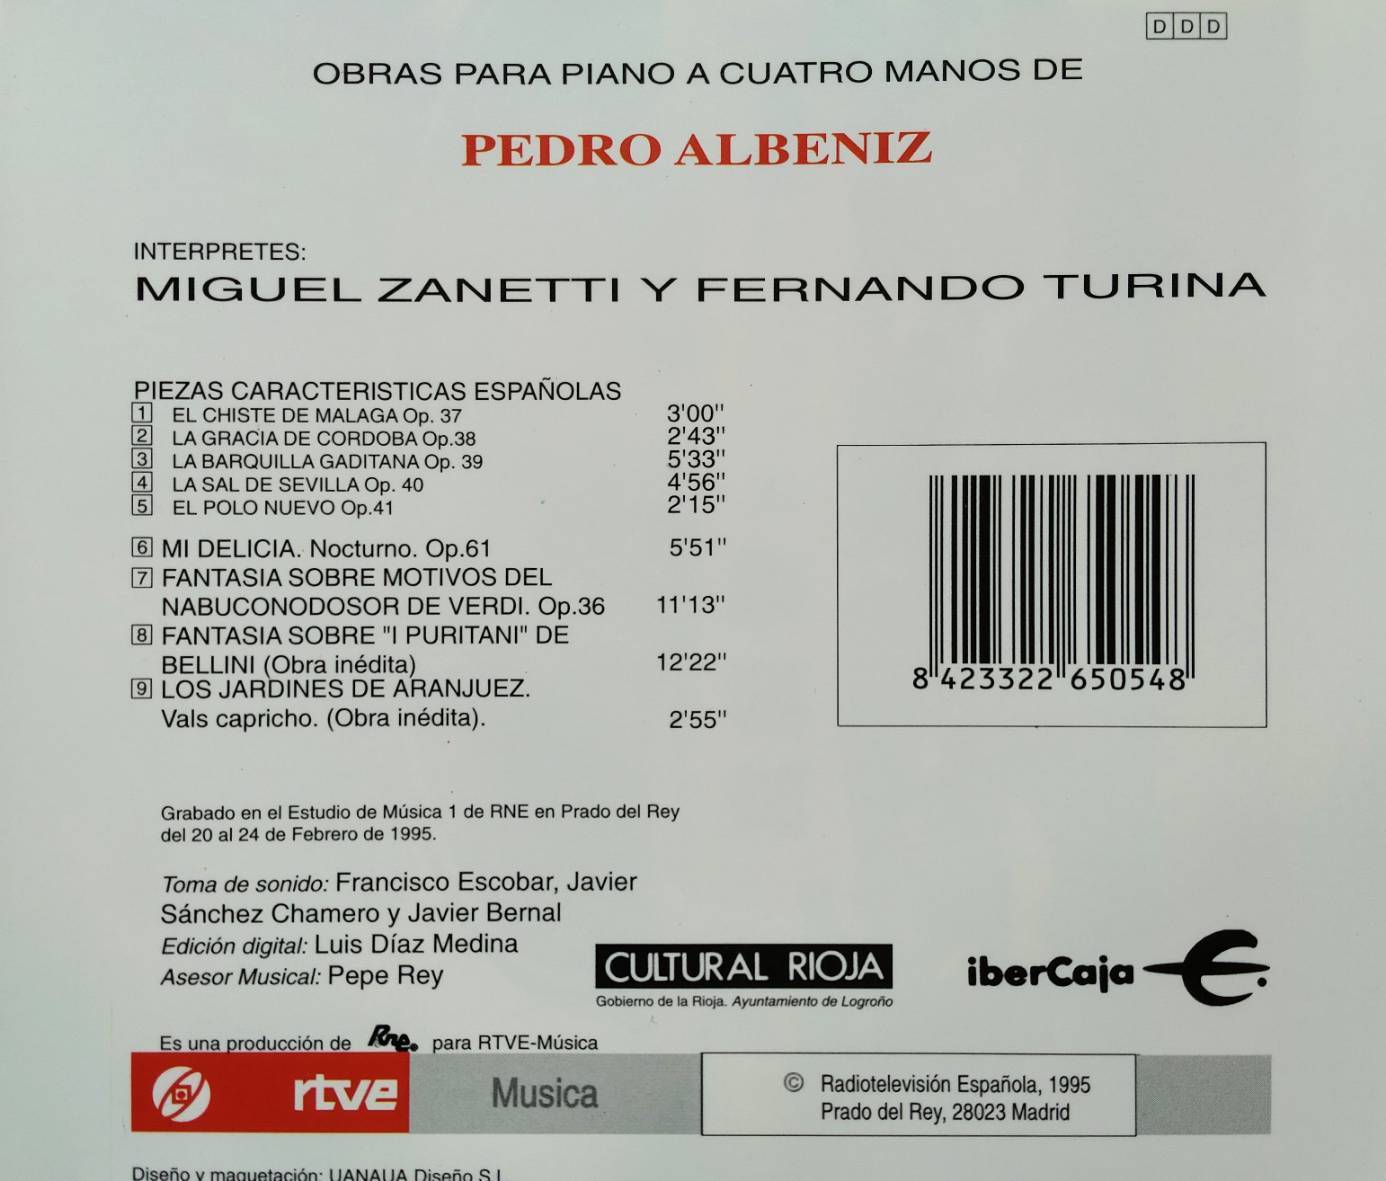 DDD
OBRAS PARA PIANO A CUATRO MANOS DE
PEDRO ALBENIZ
INTERPRETES:
MIGUEL ZANETTI Y FERNANDO TURINA
PIEZAS CARACTERISTICAS ESPAÑOLAS
1 EL CHISTE DE MALAGA Op. 37 3'00"
2 LA GRACIA DE CORDOBA Op.38 2'43"
3 LA BARQUILLA GADITANA Op. 39 5'33"
4 LA SAL DE SEVILLA Op. 40 4'56"
5 EL POLO NUEVO Op.41 2'15"
6 MI DELICIA. Nocturno. Op.61 5'51"
7 FANTASIA SOBRE MOTIVOS DEL
NABUCONODOSOR DE VERDI. Op.36 11'13"
8 FANTASIA SOBRE "I PURITANI" DE
BELLINI (Obra inédita) 12'22"
9 LOS JARDINES DE ARANJUEZ.
Vals capricho. (Obra inédita). 2'55"
8 423322 650548
Grabado en el Estudio de Música 1 de RNE en Prado del Rey
del 20 al 24 de Febrero de 1995.
Toma de sonido: Francisco Escobar, Javier
Sánchez Chamero y Javier Bernal
Edición digital: Luis Díaz Medina
Asesor Musical: Pepe Rey
CULTURAL RIOJA
Gobierno de la Rioja. Ayuntamiento de Logroño
iberCaja
Es una producción de Rne. para RTVE-Música
rtve Musica
© Radiotelevisión Española, 1995
Prado del Rey, 28023 Madrid
Diseño y maquetación: UANAUA Diseño S.L.